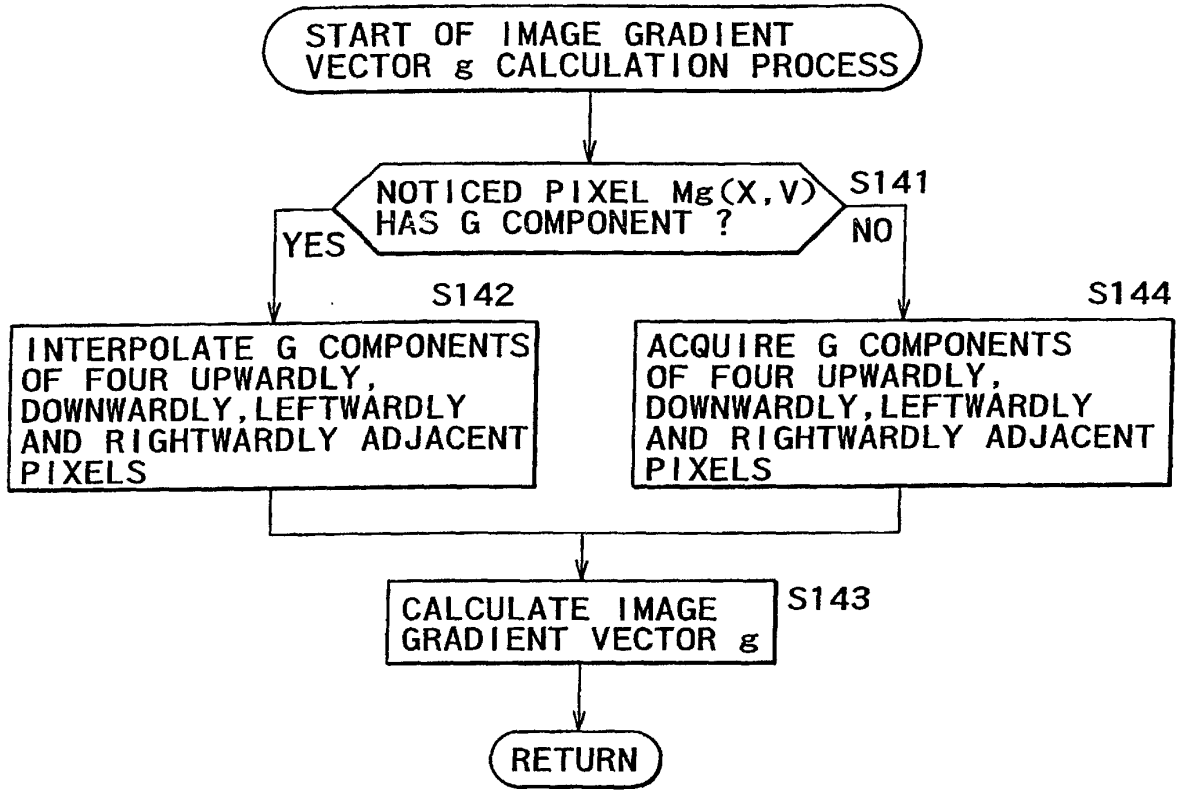 START OF IMAGE GRADIENT
VECTOR g CALCULATION PROCESS
NOTICED PIXEL Mg(X,V)
HAS G COMPONENT ?
S141
YES
NO
S142
INTERPOLATE G COMPONENTS
OF FOUR UPWARDLY,
DOWNWARDLY,LEFTWARDLY
AND RIGHTWARDLY ADJACENT
PIXELS
S144
ACQUIRE G COMPONENTS
OF FOUR UPWARDLY,
DOWNWARDLY,LEFTWARDLY
AND RIGHTWARDLY ADJACENT
PIXELS
CALCULATE IMAGE
GRADIENT VECTOR g
S143
RETURN